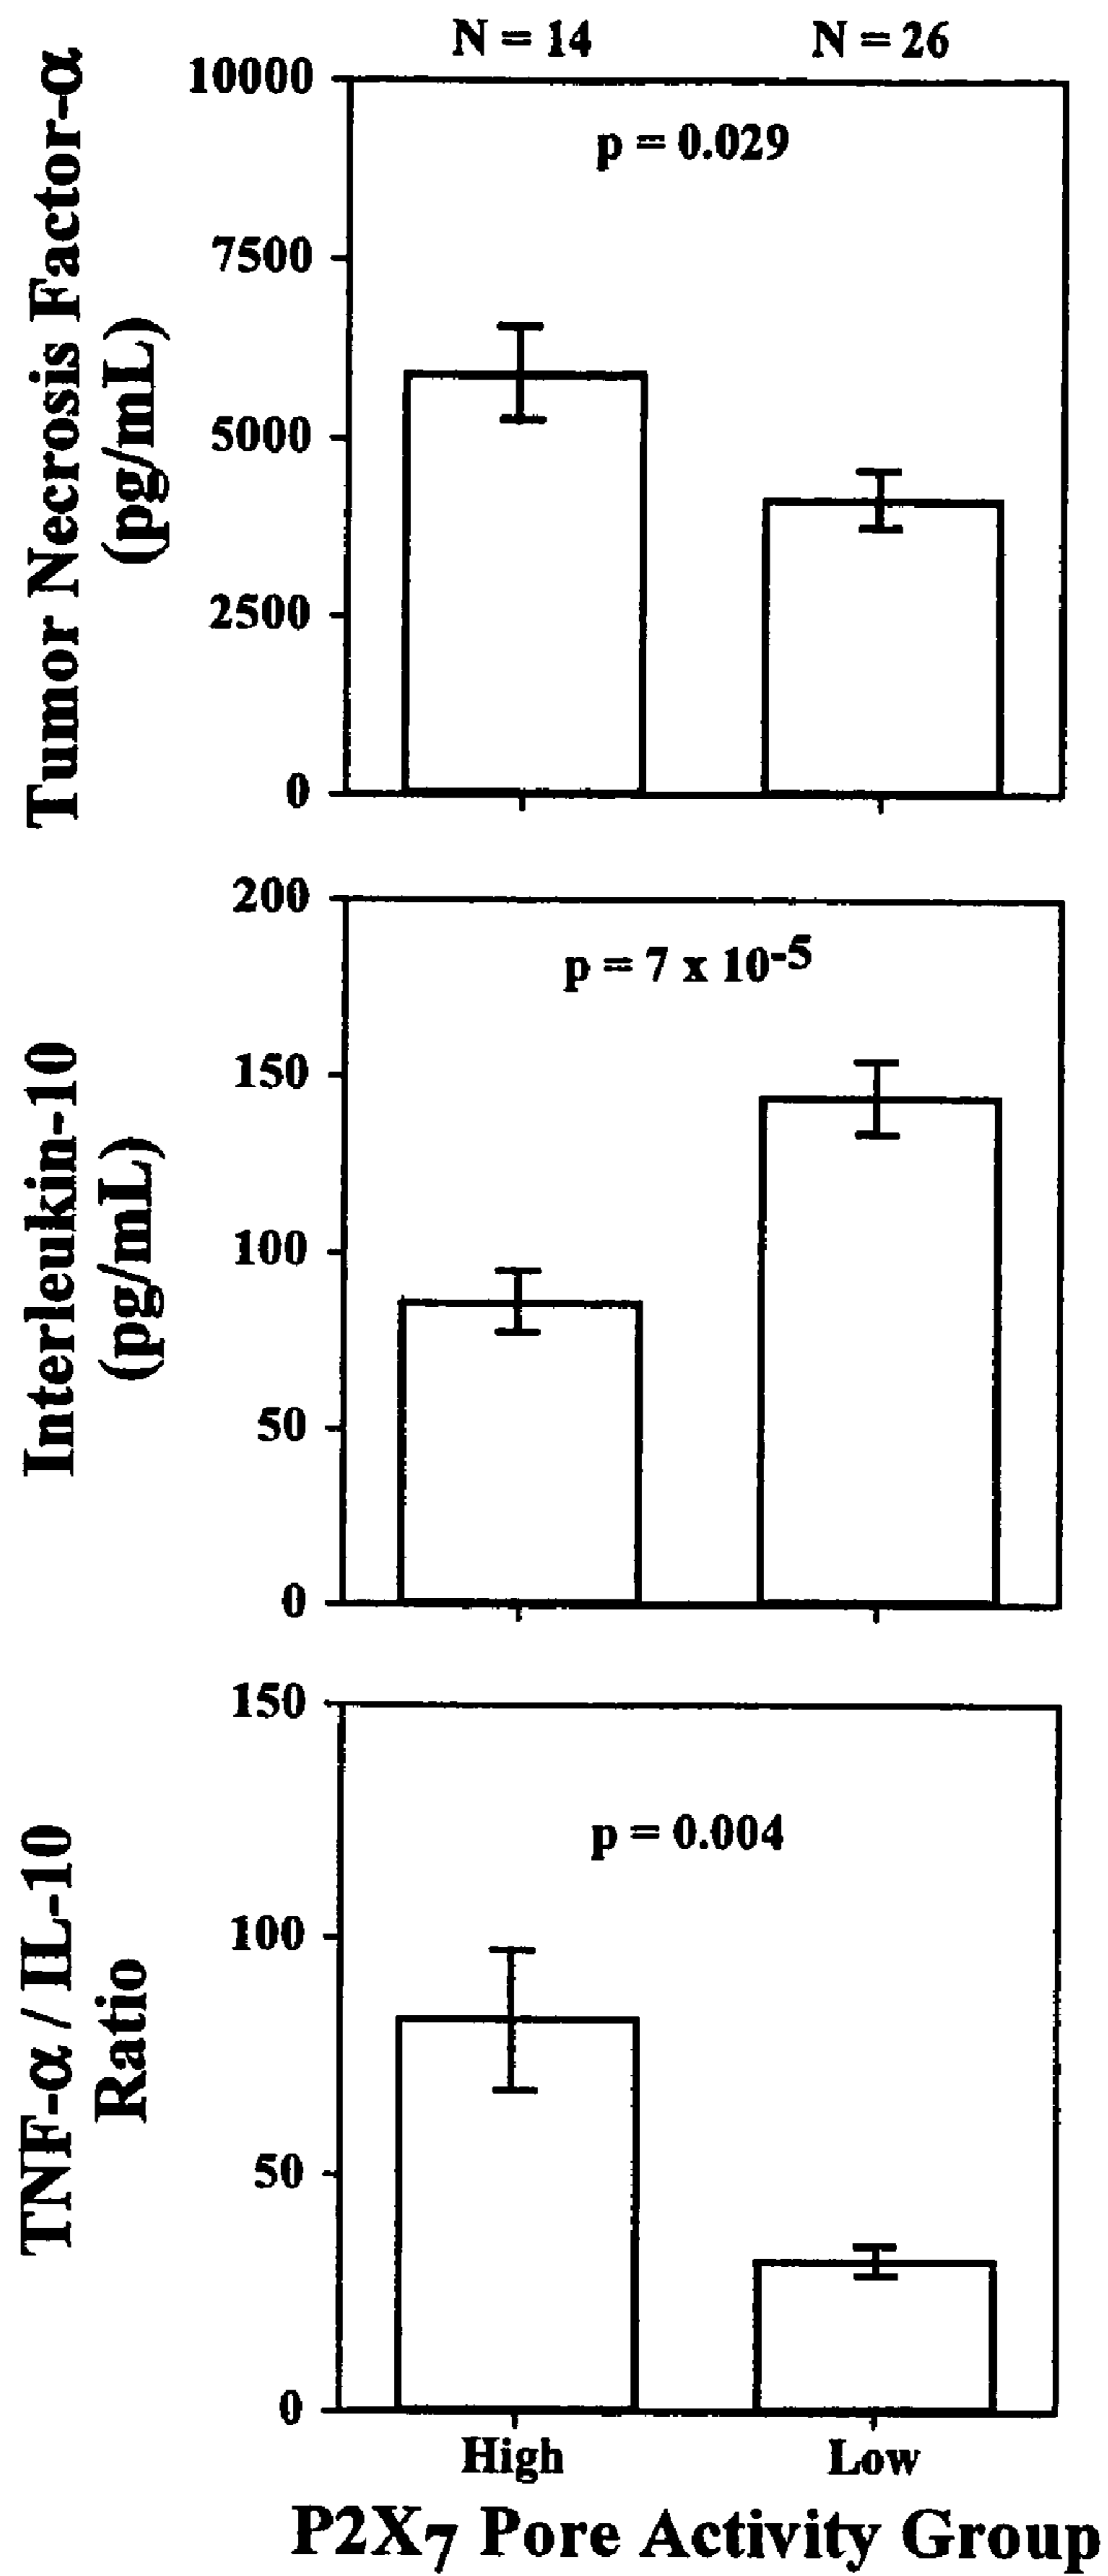 N = 14 N = 26
Tumor Necrosis Factor-α
(pg/mL)
10000
7500
5000
2500
0
p = 0.029
Interleukin-10
(pg/mL)
200
150
100
50
0
p = 7 x 10⁻⁵
TNF-α / IL-10
Ratio
150
100
50
0
p = 0.004
High Low
P2X₇ Pore Activity Group